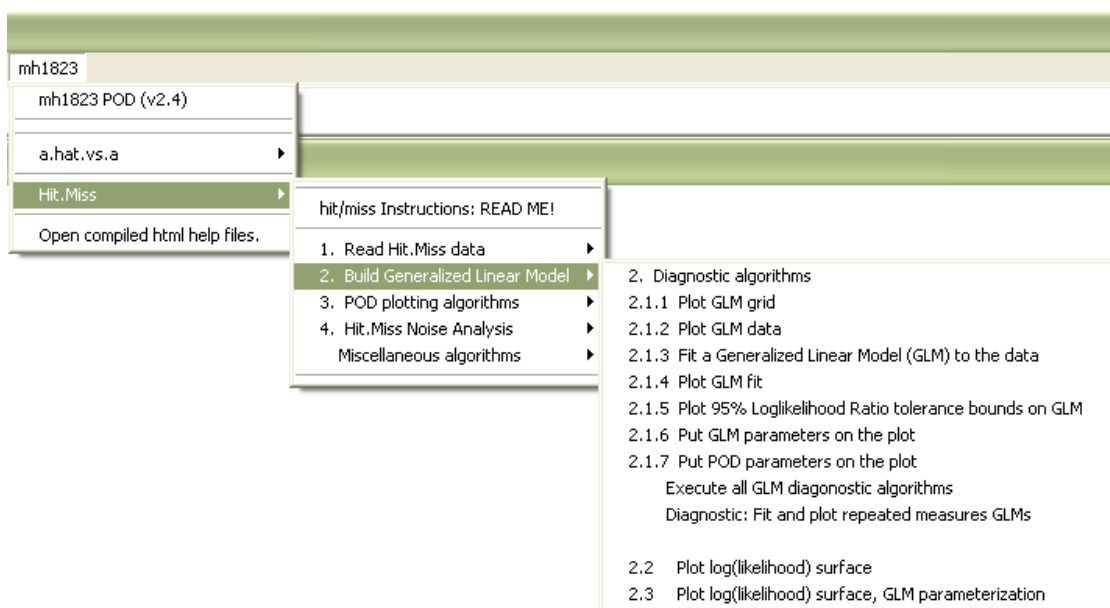 mh1823
mh1823 POD (v2.4)
a.hat.vs.a
Hit.Miss
Open compiled html help files.
hit/miss Instructions: READ ME!
1. Read Hit.Miss data
2. Build Generalized Linear Model
3. POD plotting algorithms
4. Hit.Miss Noise Analysis
Miscellaneous algorithms
2. Diagnostic algorithms
2.1.1 Plot GLM grid
2.1.2 Plot GLM data
2.1.3 Fit a Generalized Linear Model (GLM) to the data
2.1.4 Plot GLM fit
2.1.5 Plot 95% Loglikelihood Ratio tolerance bounds on GLM
2.1.6 Put GLM parameters on the plot
2.1.7 Put POD parameters on the plot
Execute all GLM diagonostic algorithms
Diagnostic: Fit and plot repeated measures GLMs
2.2 Plot log(likelihood) surface
2.3 Plot log(likelihood) surface, GLM parameterization